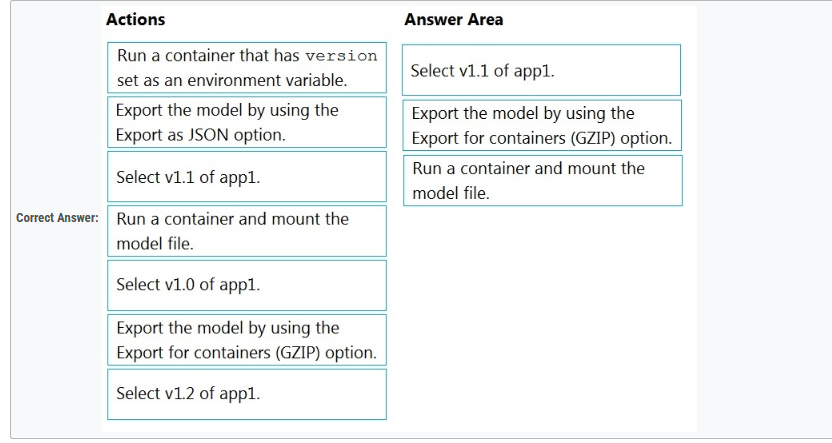 Actions
Answer Area
Run a container that has version
set as an environment variable.
Export the model by using the
Export as JSON option.
Select v1.1 of app1.
Correct Answer:
Run a container and mount the
model file.
Select v1.0 of app1.
Export the model by using the
Export for containers (GZIP) option.
Select v1.2 of app1.
Select v1.1 of app1.
Export the model by using the
Export for containers (GZIP) option.
Run a container and mount the
model file.